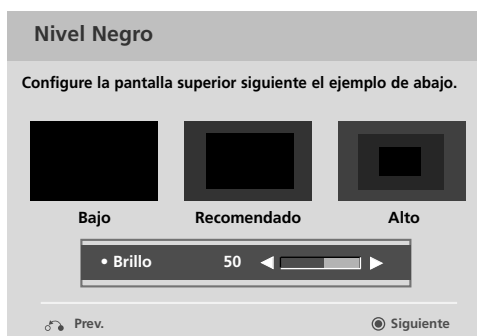 Nivel Negro
Configure la pantalla superior siguiente el ejemplo de abajo.
Bajo Recomendado Alto
• Brillo 50
Prev. Siguiente